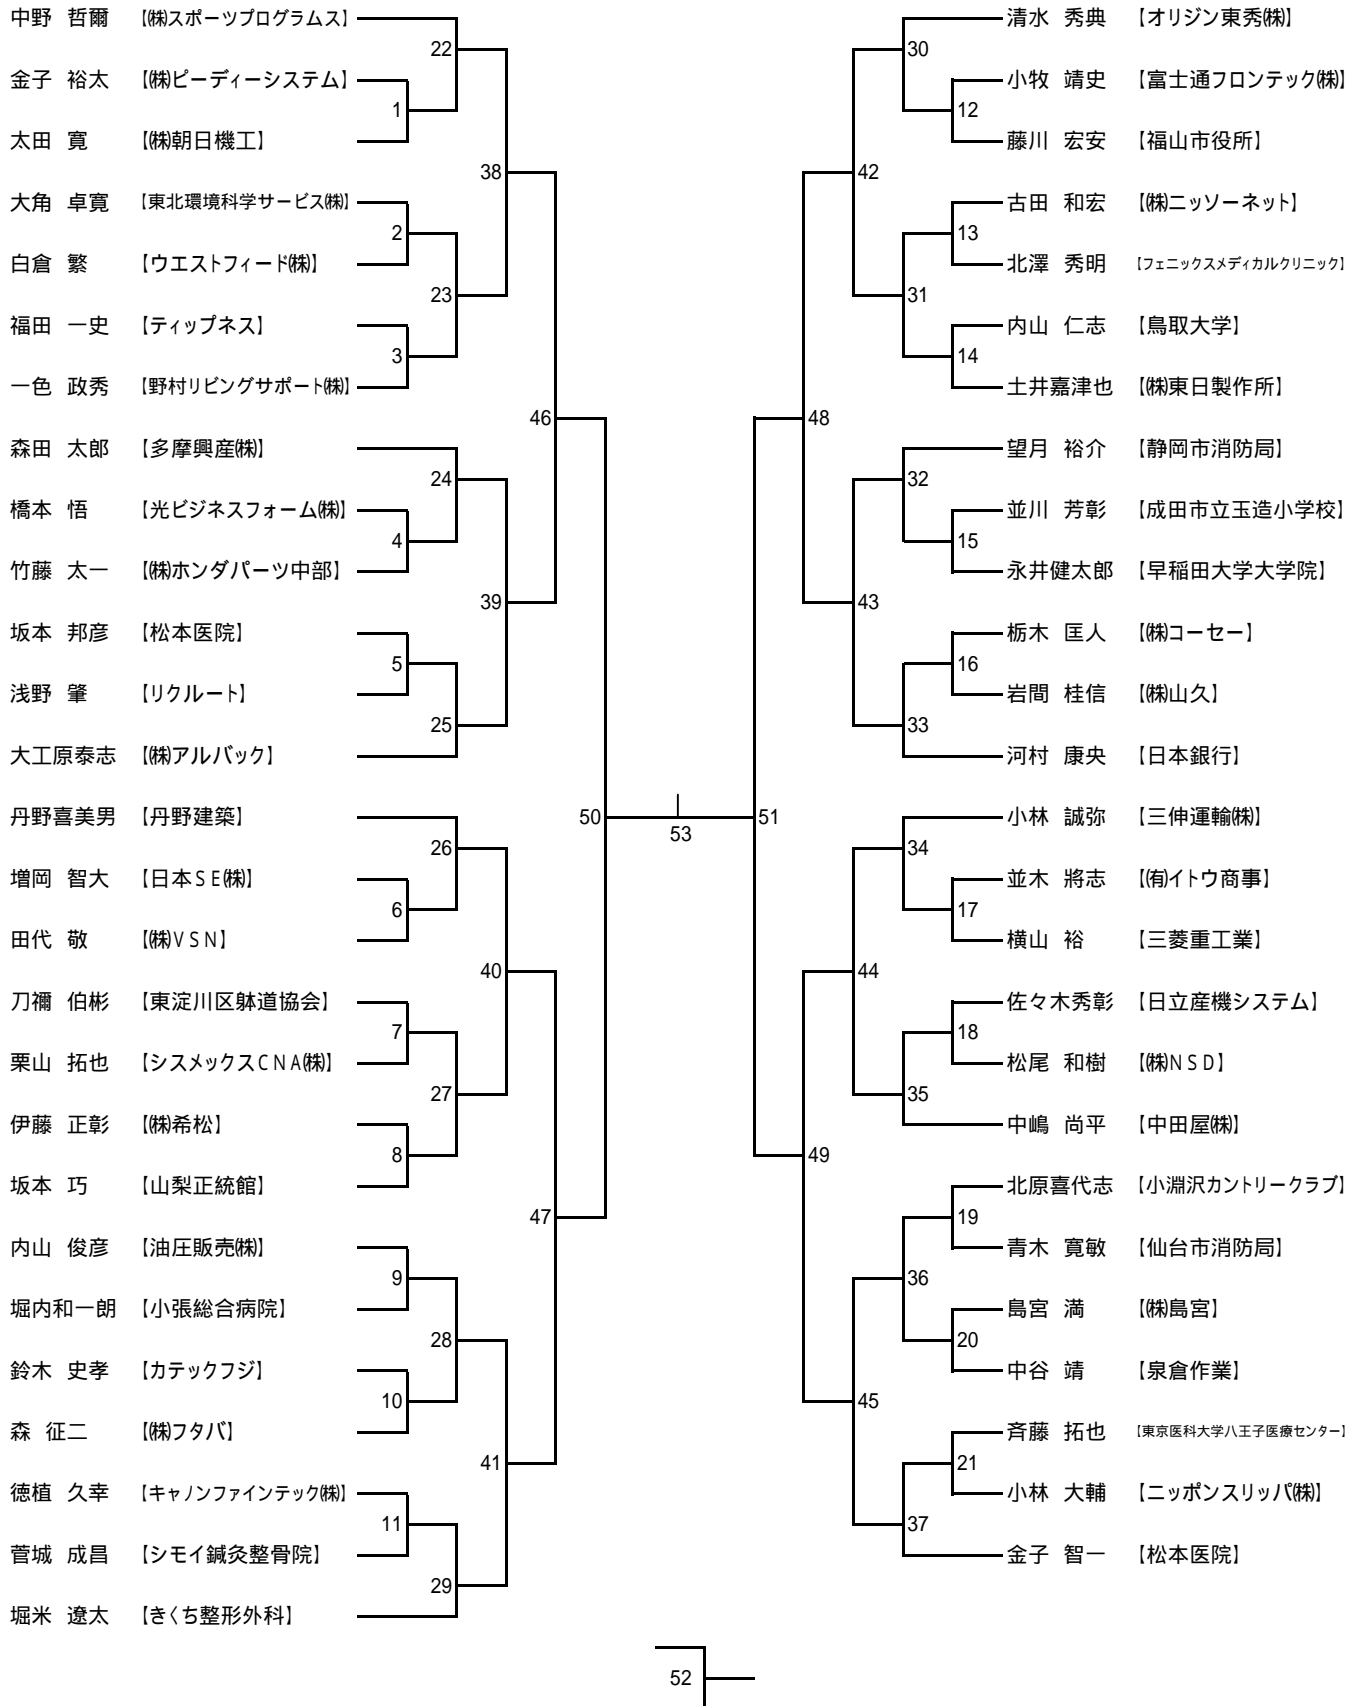 中野 哲爾 【㈱スポーツプログラムス】
金子 裕太 【㈱ピーディーシステム】
太田 寛 【㈱朝日機工】
大角 卓寛 【東北環境科学サービス㈱】
白倉 繁 【ウエストフィード㈱】
福田 一史 【ティップネス】
一色 政秀 【野村リビングサポート㈱】
森田 太郎 【多摩興産㈱】
橋本 悟 【光ビジネスフォーム㈱】
竹藤 太一 【㈱ホンダパーツ中部】
坂本 邦彦 【松本医院】
浅野 肇 【リクルート】
大工原泰志 【㈱アルバック】
丹野喜美男 【丹野建築】
増岡 智大 【日本SE㈱】
田代 敬 【㈱VSN】
刀禰 伯彬 【東淀川区躰道協会】
栗山 拓也 【シスメックスCNA㈱】
伊藤 正彰 【㈱希松】
坂本 巧 【山梨正統館】
内山 俊彦 【油圧販売㈱】
堀内和一朗 【小張総合病院】
鈴木 史孝 【カテックフジ】
森 征二 【㈱フタバ】
徳植 久幸 【キャノンファインテック㈱】
菅城 成昌 【シモイ鍼灸整骨院】
堀米 遼太 【きくち整形外科】
1
2
3
4
5
6
7
8
9
10
11
22
23
24
25
26
27
28
29
38
39
40
41
46
47
50
53
51
48
49
42
43
44
45
30
31
32
33
34
35
36
37
12
13
14
15
16
17
18
19
20
21
清水 秀典 【オリジン東秀㈱】
小牧 靖史 【富士通フロンテック㈱】
藤川 宏安 【福山市役所】
古田 和宏 【㈱ニッソーネット】
北澤 秀明 【フェニックスメディカルクリニック】
内山 仁志 【鳥取大学】
土井嘉津也 【㈱東日製作所】
望月 裕介 【静岡市消防局】
並川 芳彰 【成田市立玉造小学校】
永井健太郎 【早稲田大学大学院】
栃木 匡人 【㈱コーセー】
岩間 桂信 【㈱山久】
河村 康央 【日本銀行】
小林 誠弥 【三伸運輸㈱】
並木 將志 【㈲イトウ商事】
横山 裕 【三菱重工業】
佐々木秀彰 【日立産機システム】
松尾 和樹 【㈱NSD】
中嶋 尚平 【中田屋㈱】
北原喜代志 【小淵沢カントリークラブ】
青木 寛敏 【仙台市消防局】
島宮 満 【㈱島宮】
中谷 靖 【泉倉作業】
斉藤 拓也 【東京医科大学八王子医療センター】
小林 大輔 【ニッポンスリッパ㈱】
金子 智一 【松本医院】
52